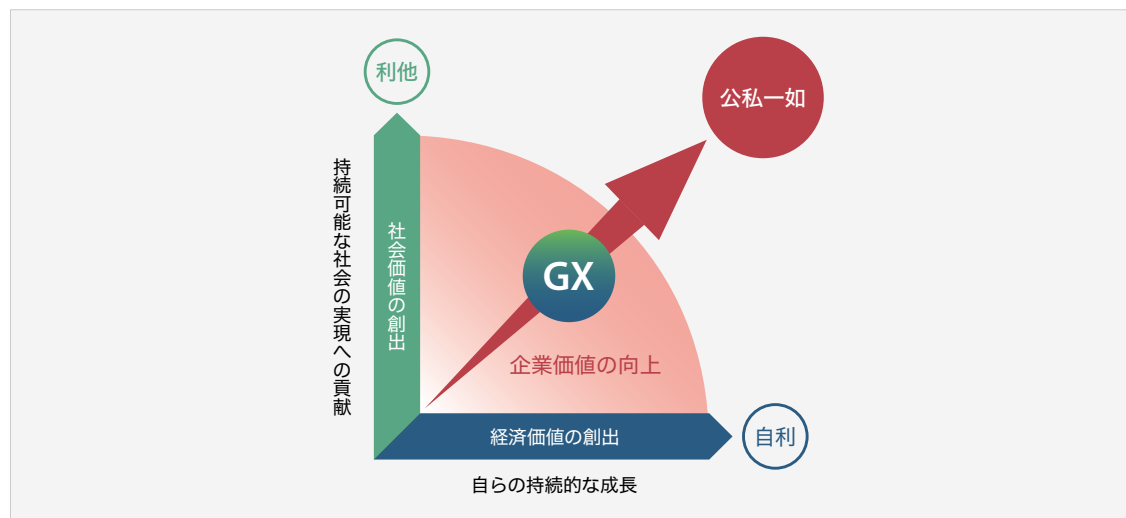 利他
公私一如
持続可能な社会の実現への貢献
社会価値の創出
GX
企業価値の向上
経済価値の創出
自利
自らの持続的な成長